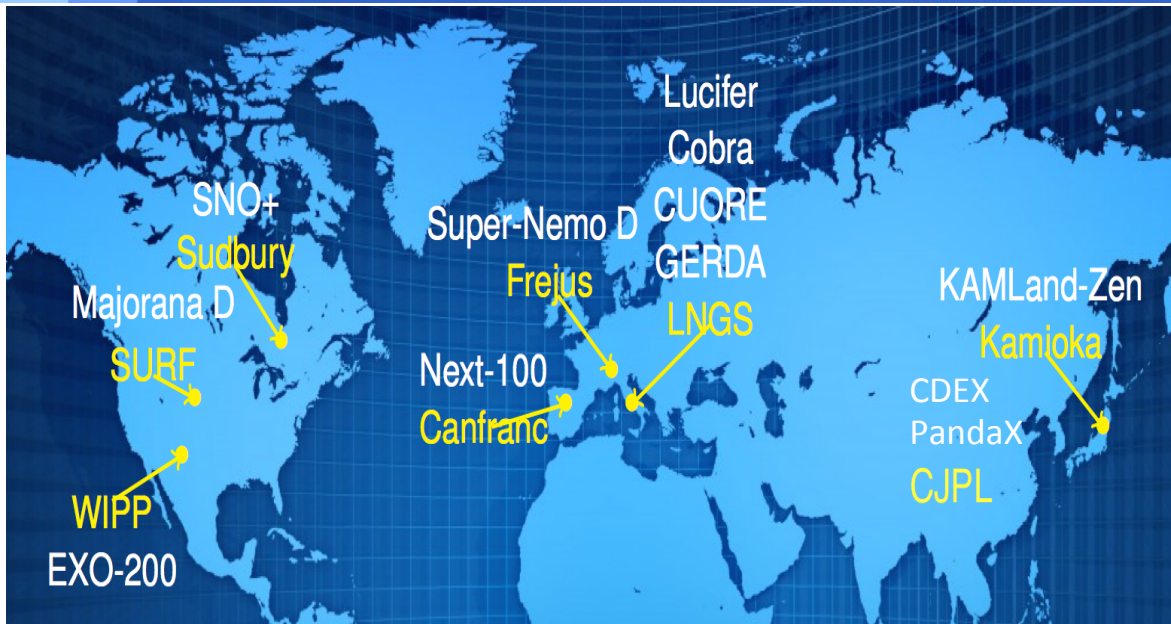 Lucifer
Cobra
CUORE
GERDA
LNGS
SNO+
Sudbury
Super-Nemo D
Frejus
Majorana D
SURF
KAMLand-Zen
Kamioka
Next-100
Canfranc
CDEX
PandaX
CJPL
WIPP
EXO-200